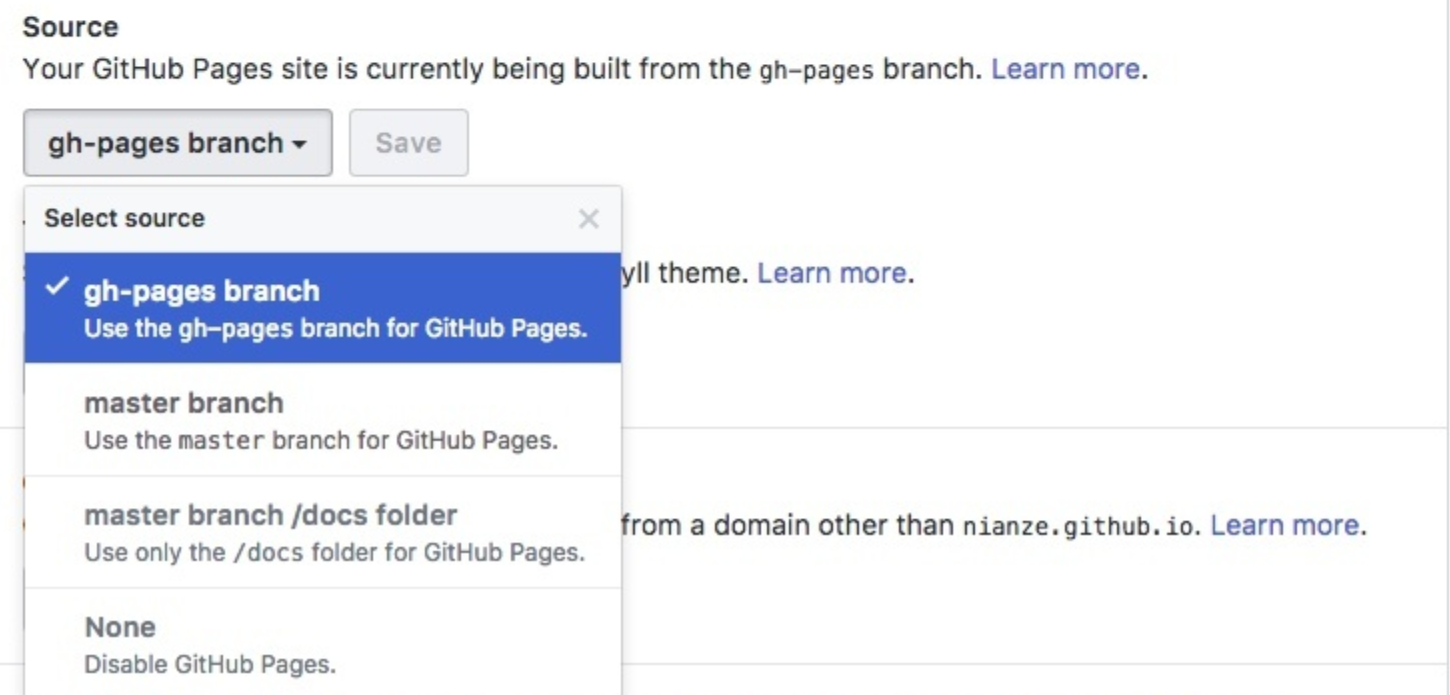 Source
Your GitHub Pages site is currently being built from the gh-pages branch. Learn more.
gh-pages branch Save
Select source
yll theme. Learn more.
gh-pages branch
Use the gh-pages branch for GitHub Pages.
master branch
Use the master branch for GitHub Pages.
master branch /docs folder
from a domain other than nianze.github.io. Learn more.
Use only the /docs folder for GitHub Pages.
None
Disable GitHub Pages.